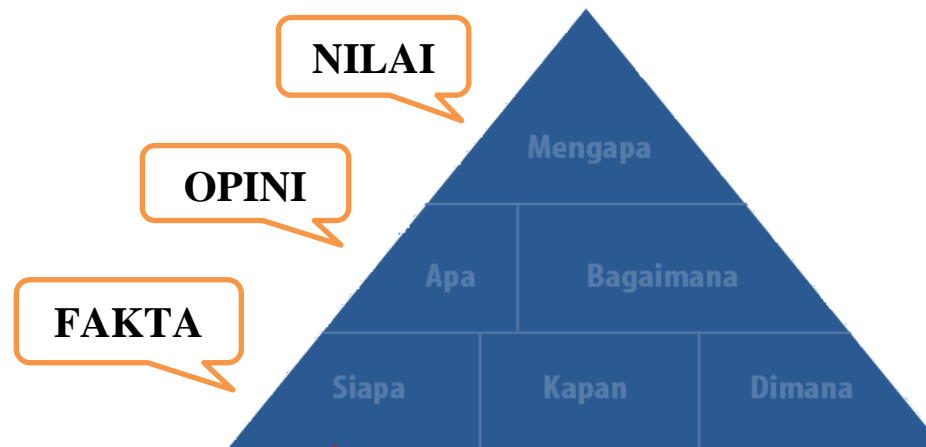 NILAI
Mengapa
OPINI
Apa Bagaimana
FAKTA
Siapa Kapan Dimana